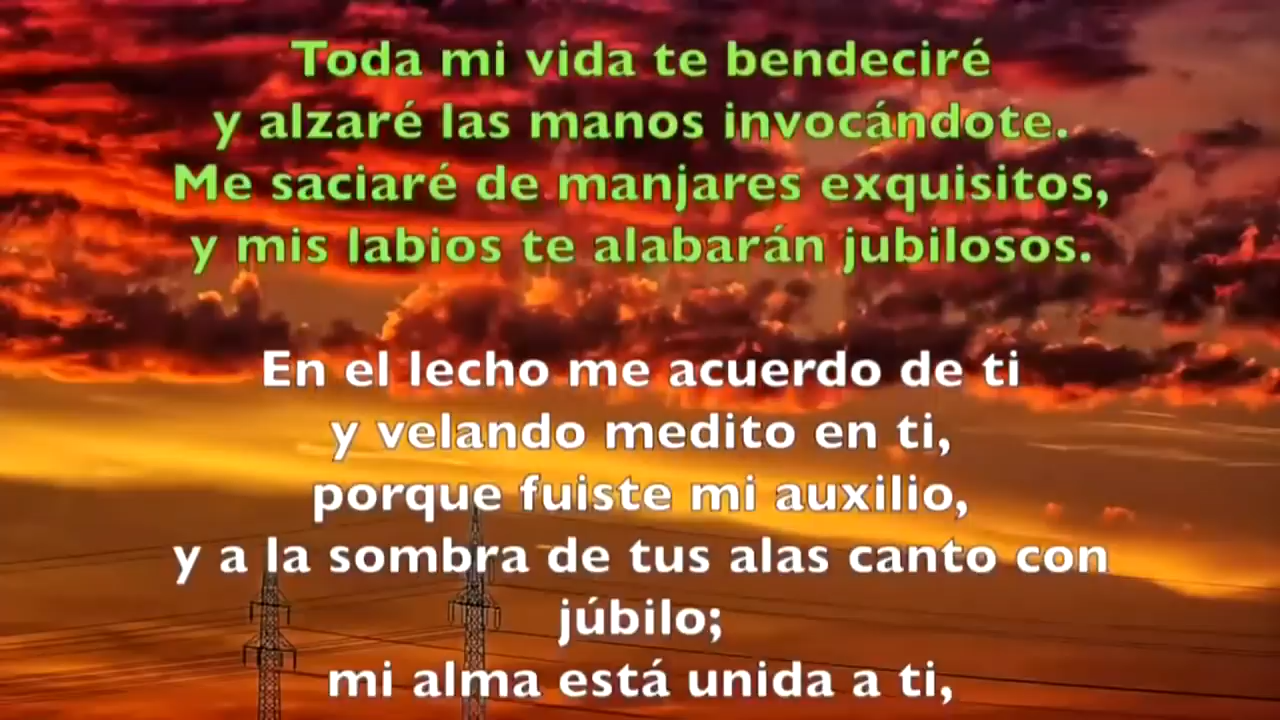 Toda mi vida te bendeciré
y alzaré las manos invocándote.
Me saciaré de manjares exquisitos,
y mis labios te alabarán jubilosos.
En el lecho me acuerdo de ti
y velando medito en ti,
porque fuiste mi auxilio,
y a la sombra de tus alas canto con
júbilo;
mi alma está unida a ti,